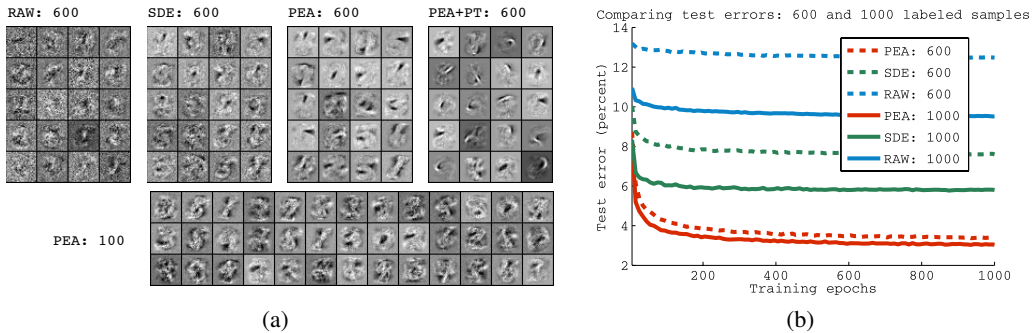 RAW: 600 SDE: 600 PEA: 600 PEA+PT: 600
PEA: 100
(a)
Comparing test errors: 600 and 1000 labeled samples
Test error (percent)
14
12
10
8
6
4
2
200 400 600 800 1000
Training epochs
PEA: 600
SDE: 600
RAW: 600
PEA: 1000
SDE: 1000
RAW: 1000
(b)